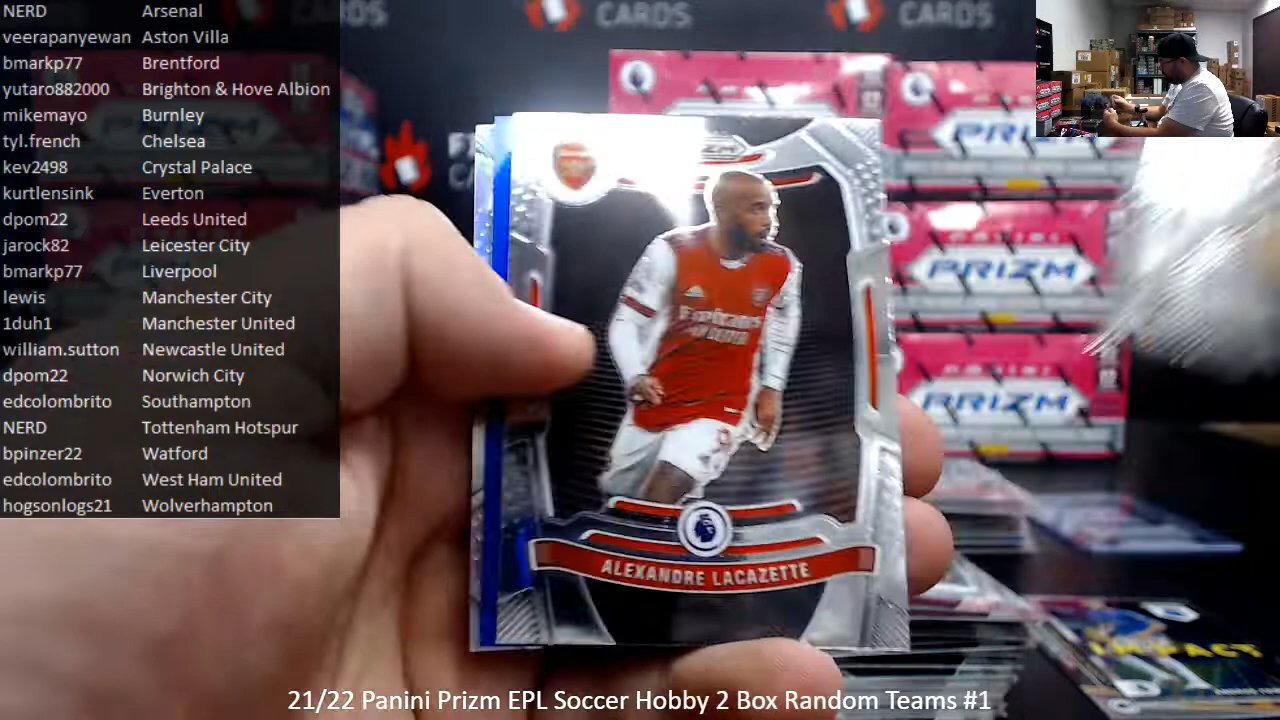 NERD Arsenal
veerapanyewan Aston Villa
bmarkp77 Brentford
yutaro882000 Brighton & Hove Albion
mikemayo Burnley
tyl.french Chelsea
kev2498 Crystal Palace
kurtlensink Everton
dpom22 Leeds United
jarock82 Leicester City
bmarkp77 Liverpool
lewis Manchester City
1duh1 Manchester United
william.sutton Newcastle United
dpom22 Norwich City
edcolombrito Southampton
NERD Tottenham Hotspur
bpinzer22 Watford
edcolombrito West Ham United
hogsonlogs21 Wolverhampton
CARDS
CARDS
PRIZM
PRIZM
PRIZM
Emirates
ALEXANDRE LACAZETTE
IMPACT
21/22 Panini Prizm EPL Soccer Hobby 2 Box Random Teams #1